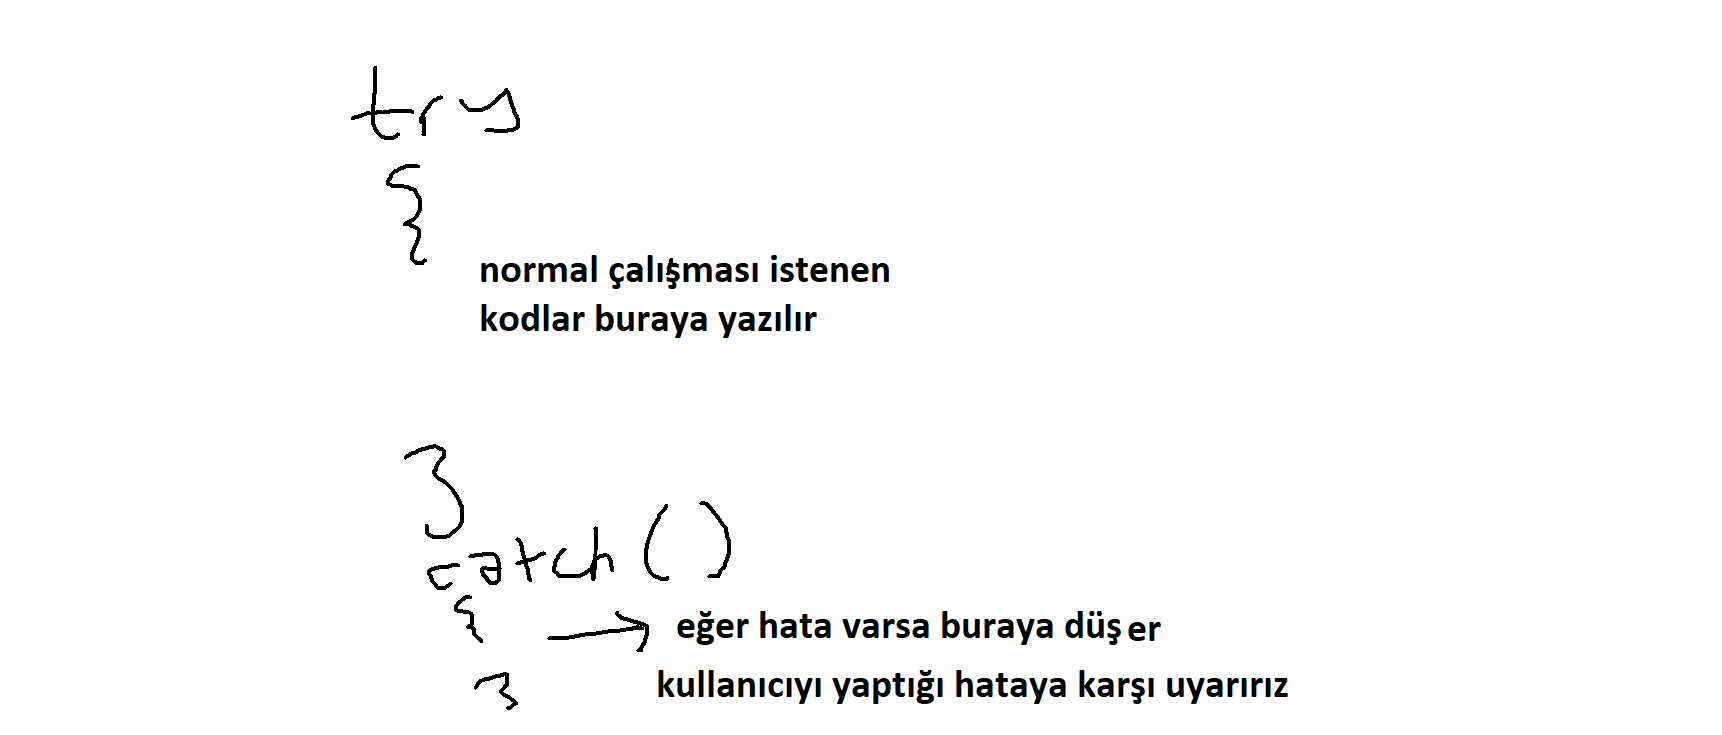 try
{
normal çalışması istenen
kodlar buraya yazılır
}
catch()
{
eğer hata varsa buraya düşer
kullanıcıyı yaptığı hataya karşı uyarırız
}